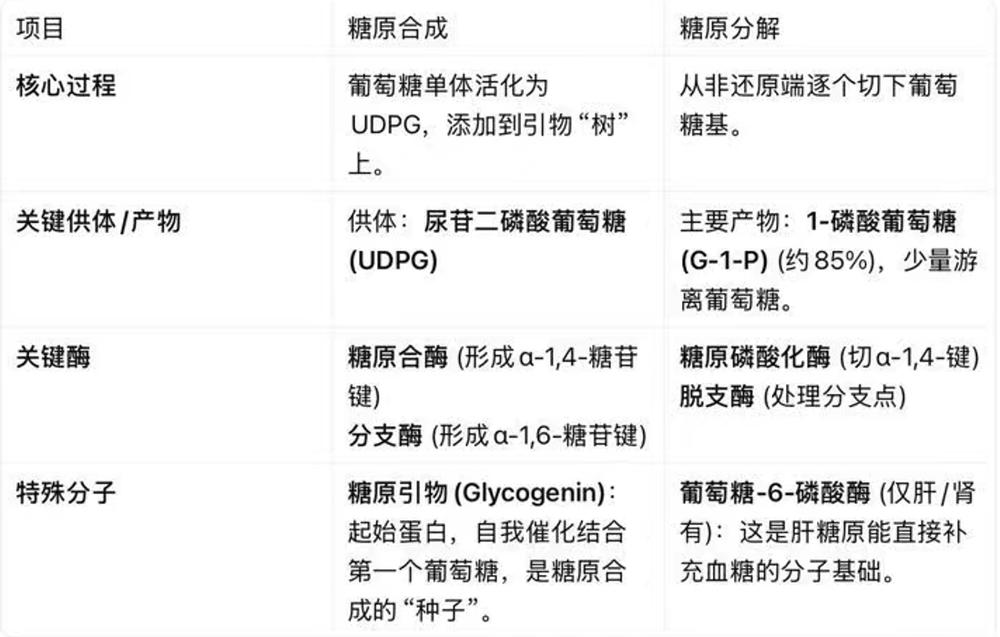 项目
糖原合成
糖原分解
核心过程
葡萄糖单体活化为
UDPG，添加到引物“树”
上。
从非还原端逐个切下葡萄
糖基。
关键供体/产物
供体：尿苷二磷酸葡萄糖
(UDPG)
主要产物：1-磷酸葡萄糖
(G-1-P) (约85%)，少量游
离葡萄糖。
关键酶
糖原合酶 (形成α-1,4-糖苷
键)
分支酶 (形成α-1,6-糖苷键)
糖原磷酸化酶 (切α-1,4-键)
脱支酶 (处理分支点)
特殊分子
糖原引物 (Glycogenin)：
起始蛋白，自我催化结合
第一个葡萄糖，是糖原合
成的“种子”。
葡萄糖-6-磷酸酶 (仅肝/肾
有)：这是肝糖原能直接补
充血糖的分子基础。